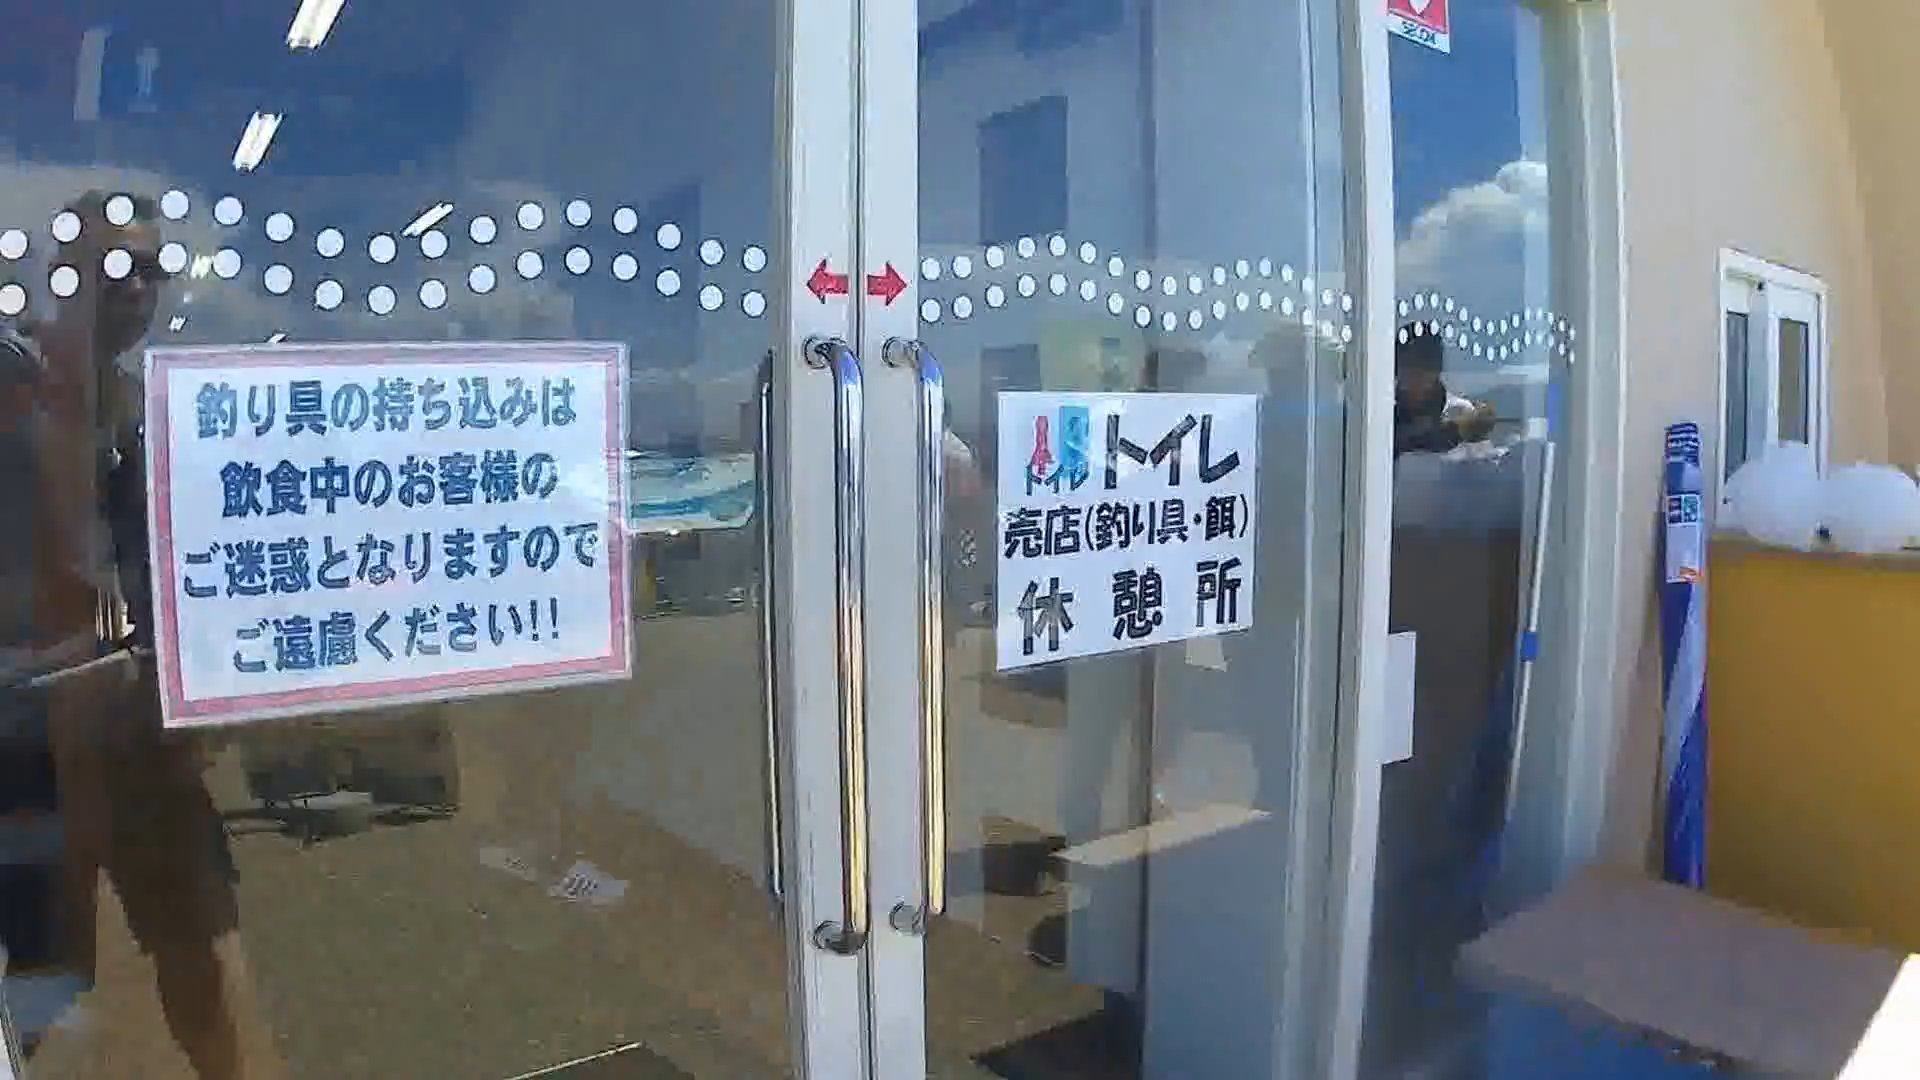 釣り具の持ち込みは
飲食中のお客様の
ご迷惑となりますので
ご遠慮ください!!
トイレ
トイレ
売店(釣り具・餌)
休憩所
SECOM